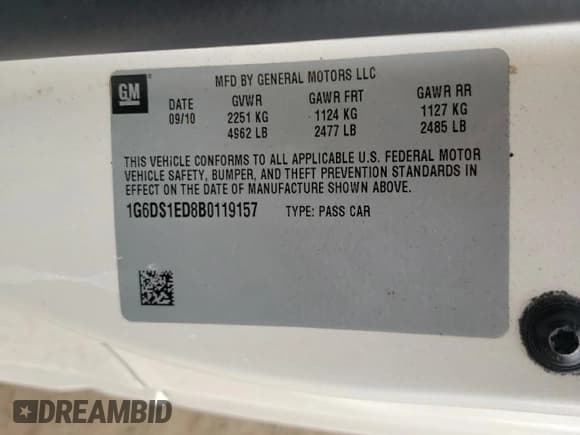 MFD BY GENERAL MOTORS LLC
GM
DATE GVWR GAWR FRT GAWR RR
09/10 2251 KG 1124 KG 1127 KG
4962 LB 2477 LB 2485 LB
THIS VEHICLE CONFORMS TO ALL APPLICABLE U.S. FEDERAL MOTOR
VEHICLE SAFETY, BUMPER, AND THEFT PREVENTION STANDARDS IN
EFFECT ON THE DATE OF MANUFACTURE SHOWN ABOVE.
1G6DS1ED8B0119157 TYPE: PASS CAR
DREAMBID